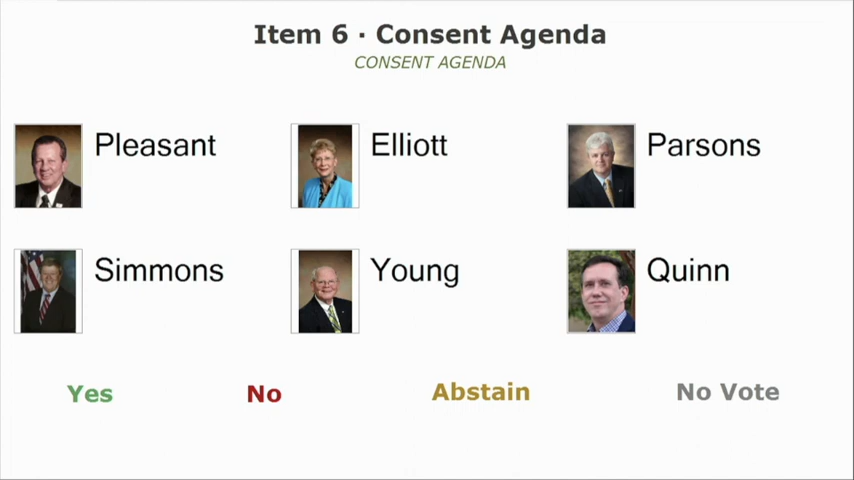 Item 6 · Consent Agenda
CONSENT AGENDA
Pleasant Elliott Parsons
Simmons Young Quinn
Yes No Abstain No Vote